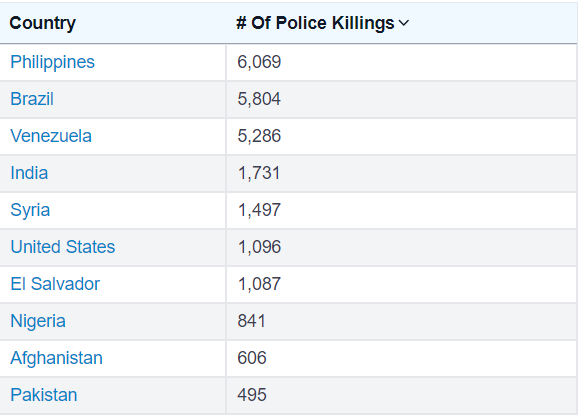 Country # Of Police Killings
Philippines 6,069
Brazil 5,804
Venezuela 5,286
India 1,731
Syria 1,497
United States 1,096
El Salvador 1,087
Nigeria 841
Afghanistan 606
Pakistan 495